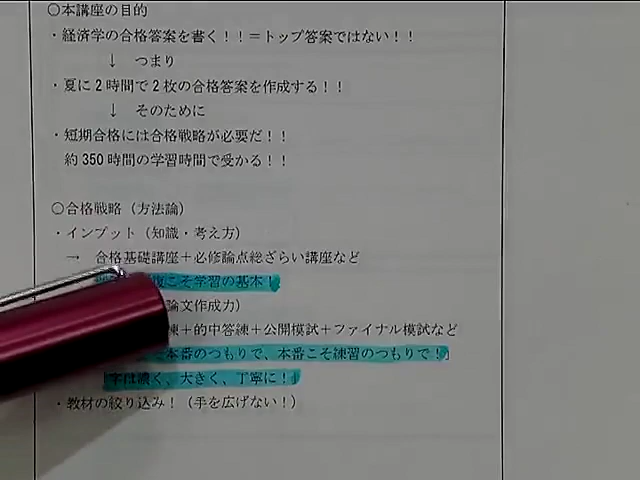 ○本講座の目的
・経済学の合格答案を書く！！＝トップ答案ではない！！
↓ つまり
・夏に2時間で2枚の合格答案を作成する！！
↓ そのために
・短期合格には合格戦略が必要だ！！
約350時間の学習時間で受かる！！
○合格戦略（方法論）
・インプット（知識・考え方）
→ 合格基礎講座＋必修論点総ざらい講座など
こそ学習の基本！
論文作成力）
練＋的中答練＋公開模試＋ファイナル模試など
本番のつもりで、本番こそ練習のつもりで！」
「字は濃く、大きく、丁寧に！」
・教材の絞り込み！（手を広げない！）